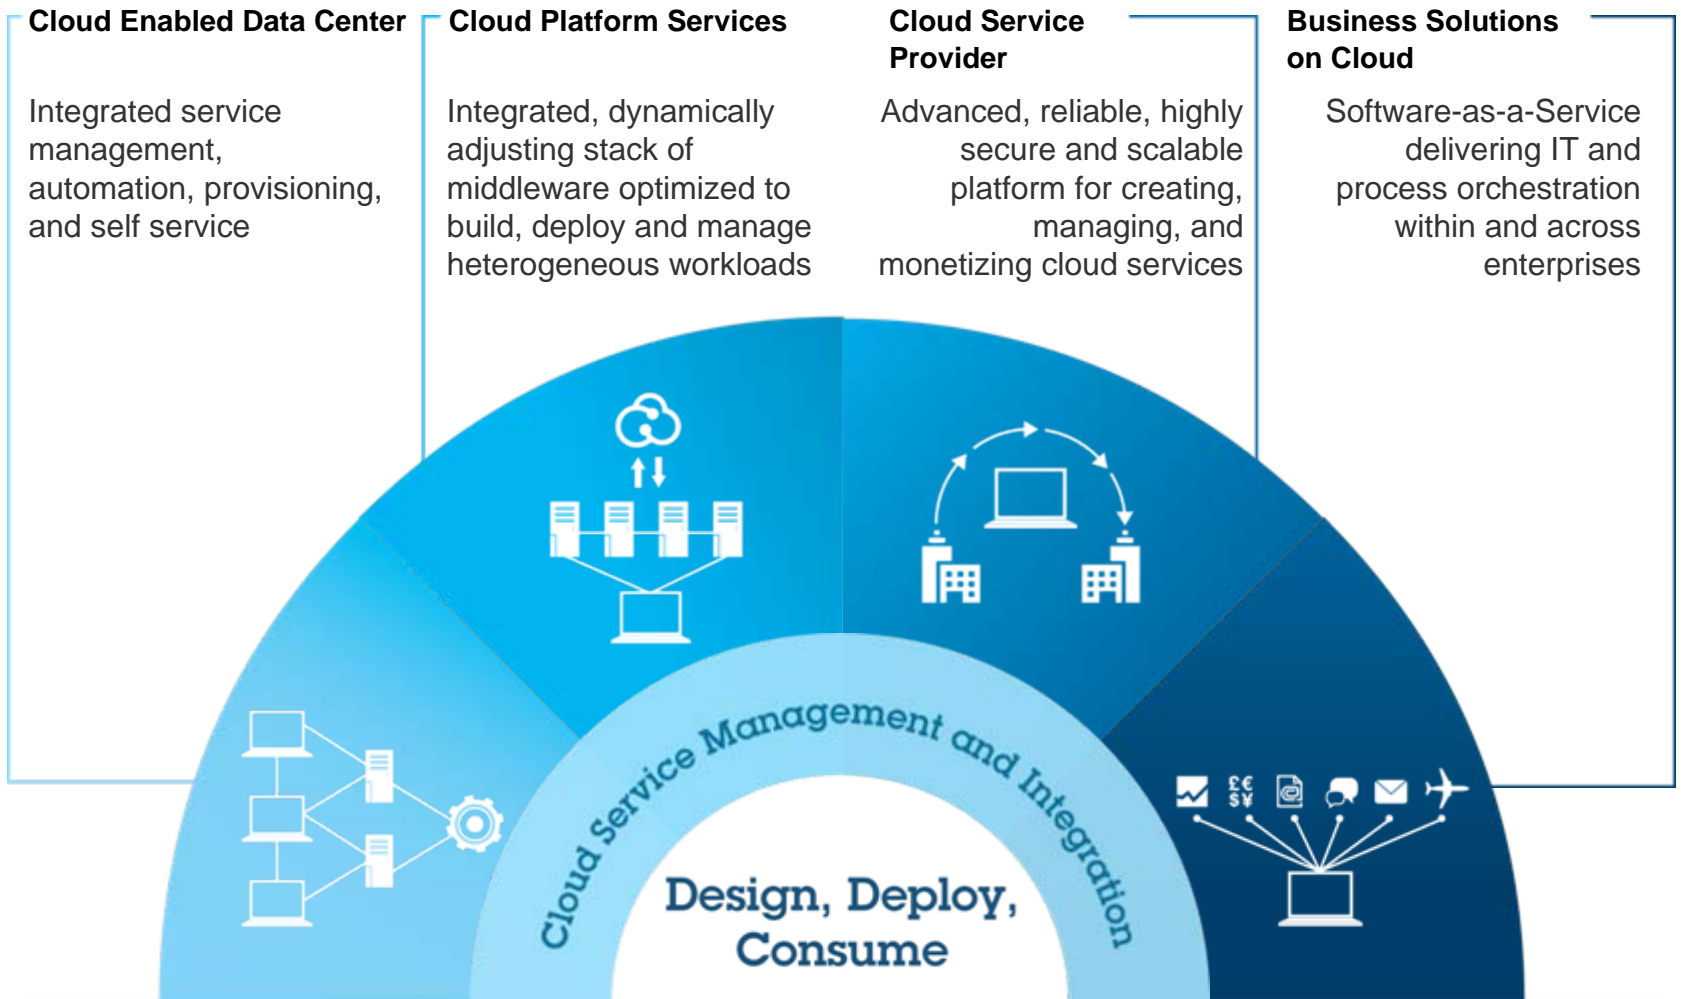 Cloud Enabled Data Center
Integrated service
management,
automation, provisioning,
and self service
Cloud Platform Services
Integrated, dynamically
adjusting stack of
middleware optimized to
build, deploy and manage
heterogeneous workloads
Cloud Service
Provider
Advanced, reliable, highly
secure and scalable
platform for creating,
managing, and
monetizing cloud services
Business Solutions
on Cloud
Software-as-a-Service
delivering IT and
process orchestration
within and across
enterprises
£€
$¥
Cloud Service Management and Integration
Design, Deploy,
Consume